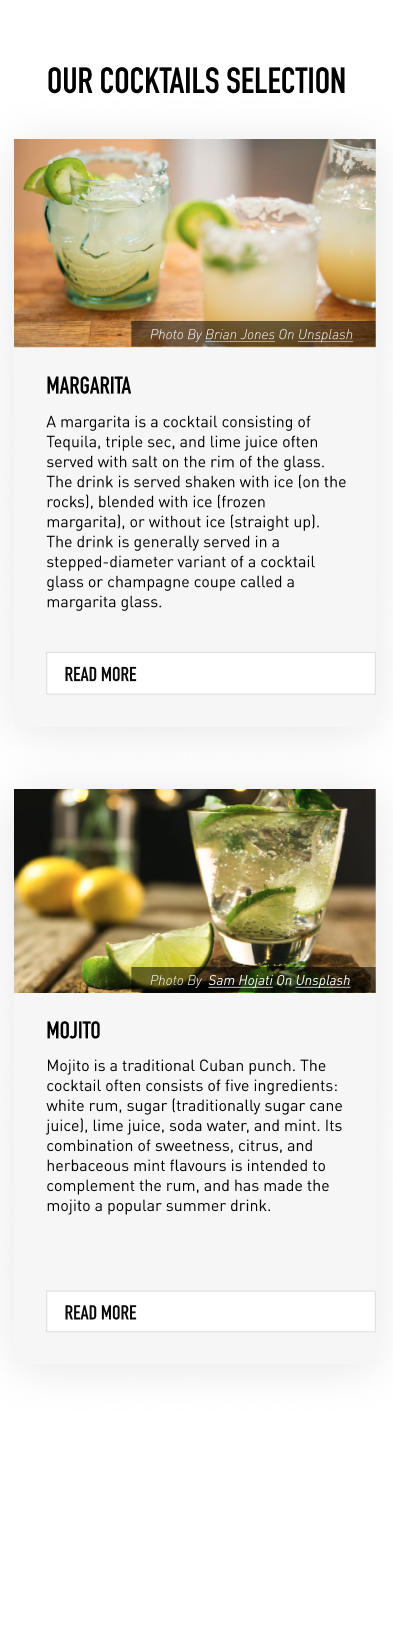 OUR COCKTAILS SELECTION
Photo By Brian Jones On Unsplash
MARGARITA
A margarita is a cocktail consisting of
Tequila, triple sec, and lime juice often
served with salt on the rim of the glass.
The drink is served shaken with ice (on the
rocks), blended with ice (frozen
margarita), or without ice (straight up).
The drink is generally served in a
stepped-diameter variant of a cocktail
glass or champagne coupe called a
margarita glass.
READ MORE
Photo By Sam Hojati On Unsplash
MOJITO
Mojito is a traditional Cuban punch. The
cocktail often consists of five ingredients:
white rum, sugar (traditionally sugar cane
juice), lime juice, soda water, and mint. Its
combination of sweetness, citrus, and
herbaceous mint flavours is intended to
complement the rum, and has made the
mojito a popular summer drink.
READ MORE